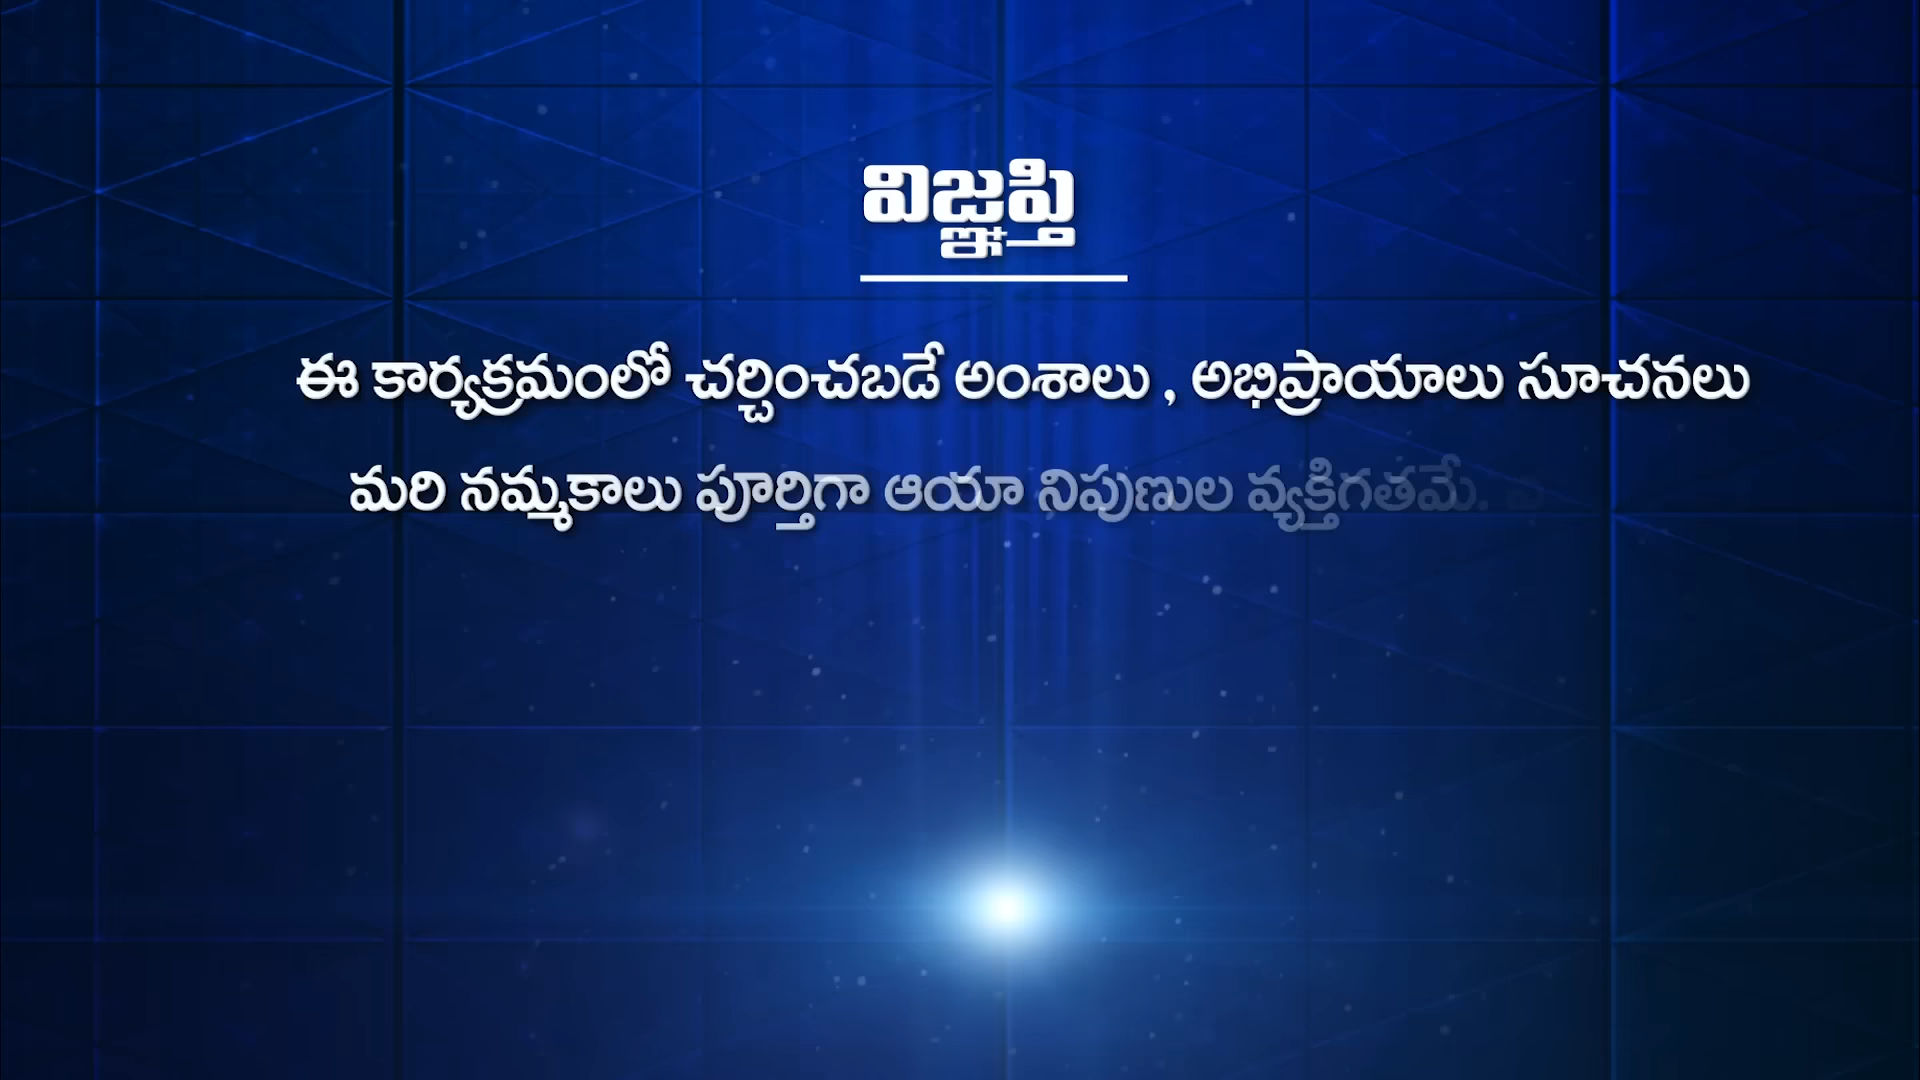 విజ్ఞప్తి
ఈ కార్యక్రమంలో చర్చించబడే అంశాలు , అభిప్రాయాలు సూచనలు
మరి నమ్మకాలు పూర్తిగా ఆయా నిపుణుల వ్యక్తిగతమే.